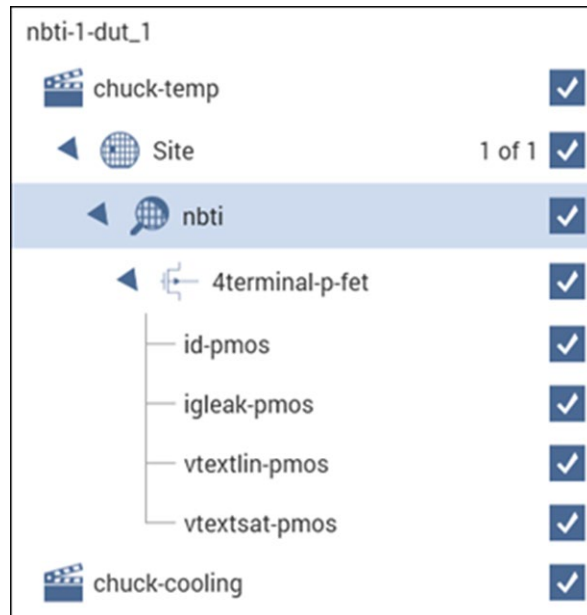 nbti-1-dut_1
chuck-temp
Site 1 of 1
nbti
4terminal-p-fet
id-pmos
igleak-pmos
vtextlin-pmos
vtextsat-pmos
chuck-cooling